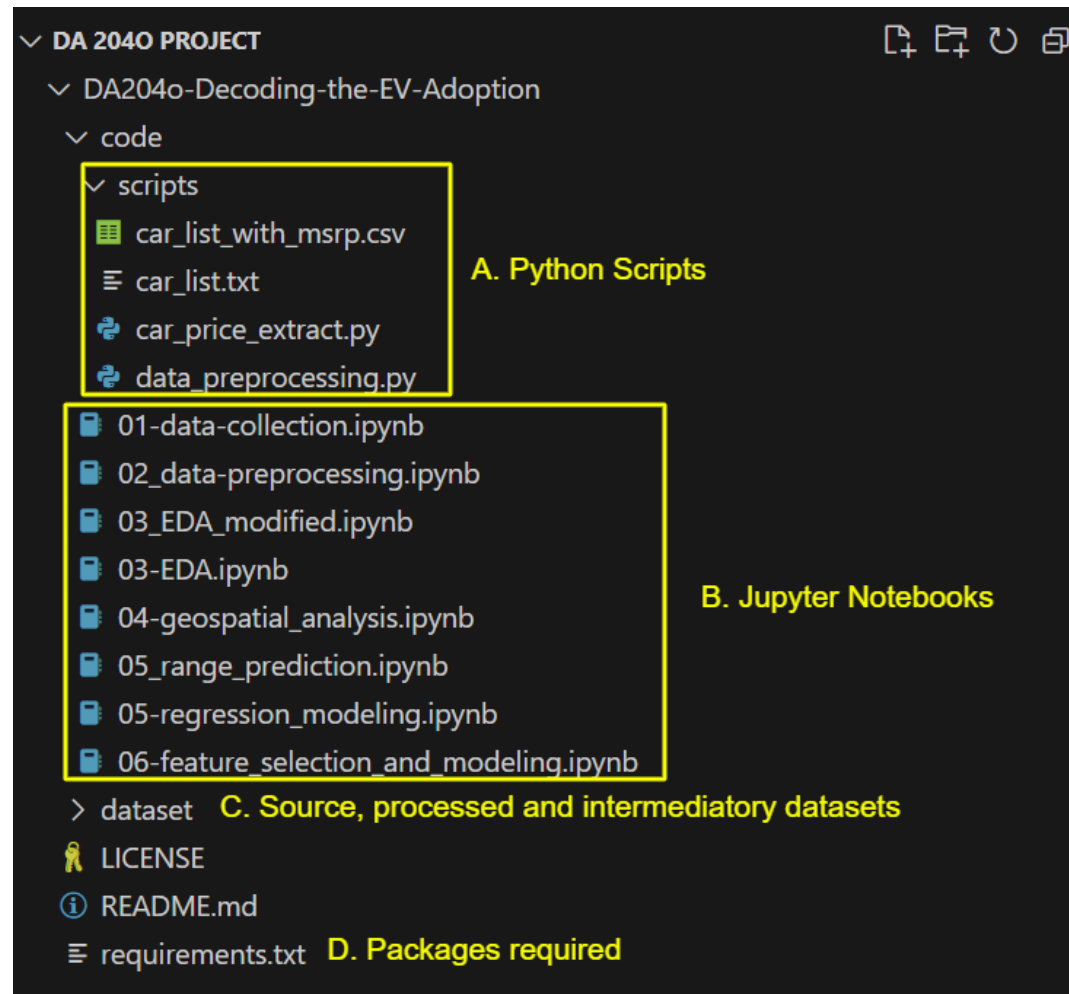 DA 204O PROJECT
DA204o-Decoding-the-EV-Adoption
code
scripts
car_list_with_msrp.csv
car_list.txt
A. Python Scripts
car_price_extract.py
data_preprocessing.py
01-data-collection.ipynb
02_data-preprocessing.ipynb
03_EDA_modified.ipynb
03-EDA.ipynb
B. Jupyter Notebooks
04-geospatial_analysis.ipynb
05_range_prediction.ipynb
05-regression_modeling.ipynb
06-feature_selection_and_modeling.ipynb
dataset C. Source, processed and intermediatory datasets
LICENSE
README.md
requirements.txt D. Packages required